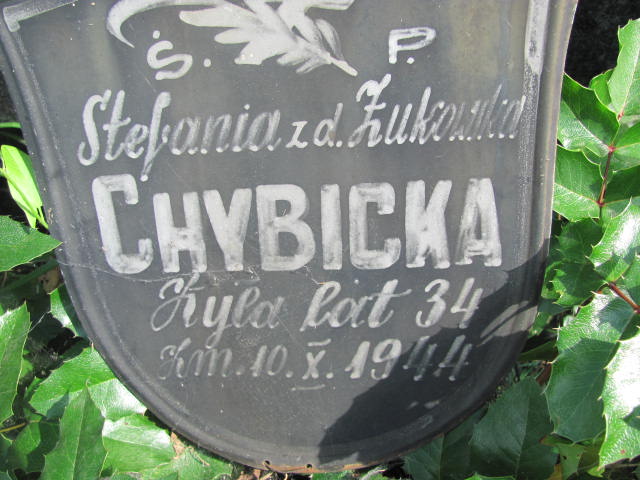 Ś. P.
Stefania z d. Żukowska
CHYBICKA
Żyła lat 34
Zm. 10. X. 1944